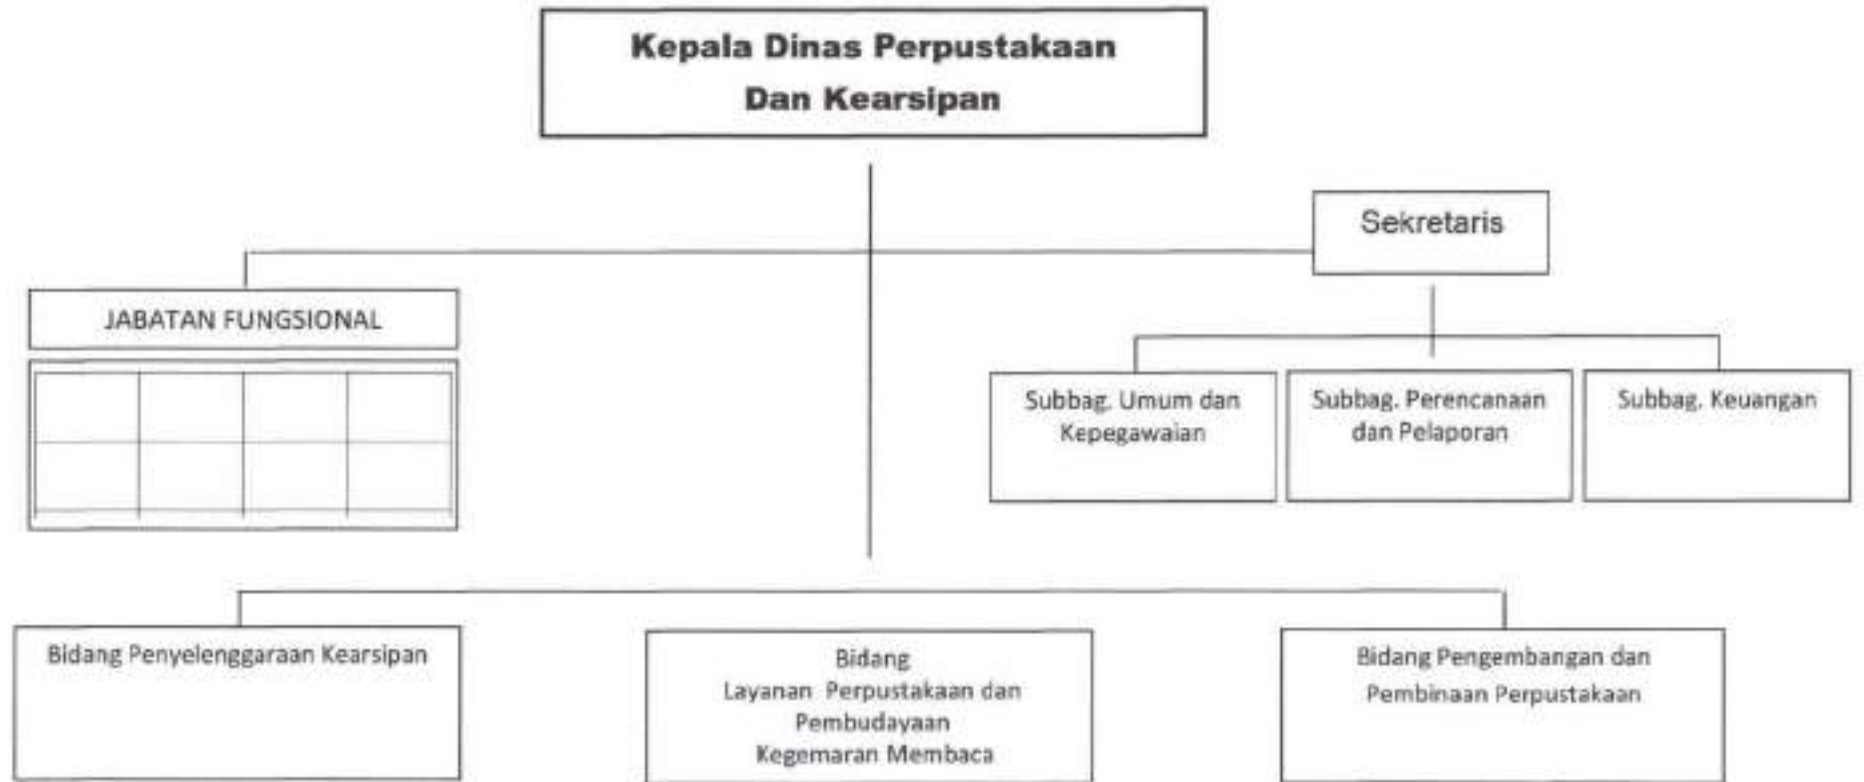 Kepala Dinas Perpustakaan
Dan Kearsipan
Sekretaris
JABATAN FUNGSIONAL
Subbag. Umum dan
Kepegawaian
Subbag. Perencanaan
dan Pelaporan
Subbag. Keuangan
Bidang Penyelenggaraan Kearsipan
Bidang
Layanan Perpustakaan dan
Pembudayaan
Kegemaran Membaca
Bidang Pengembangan dan
Pembinaan Perpustakaan